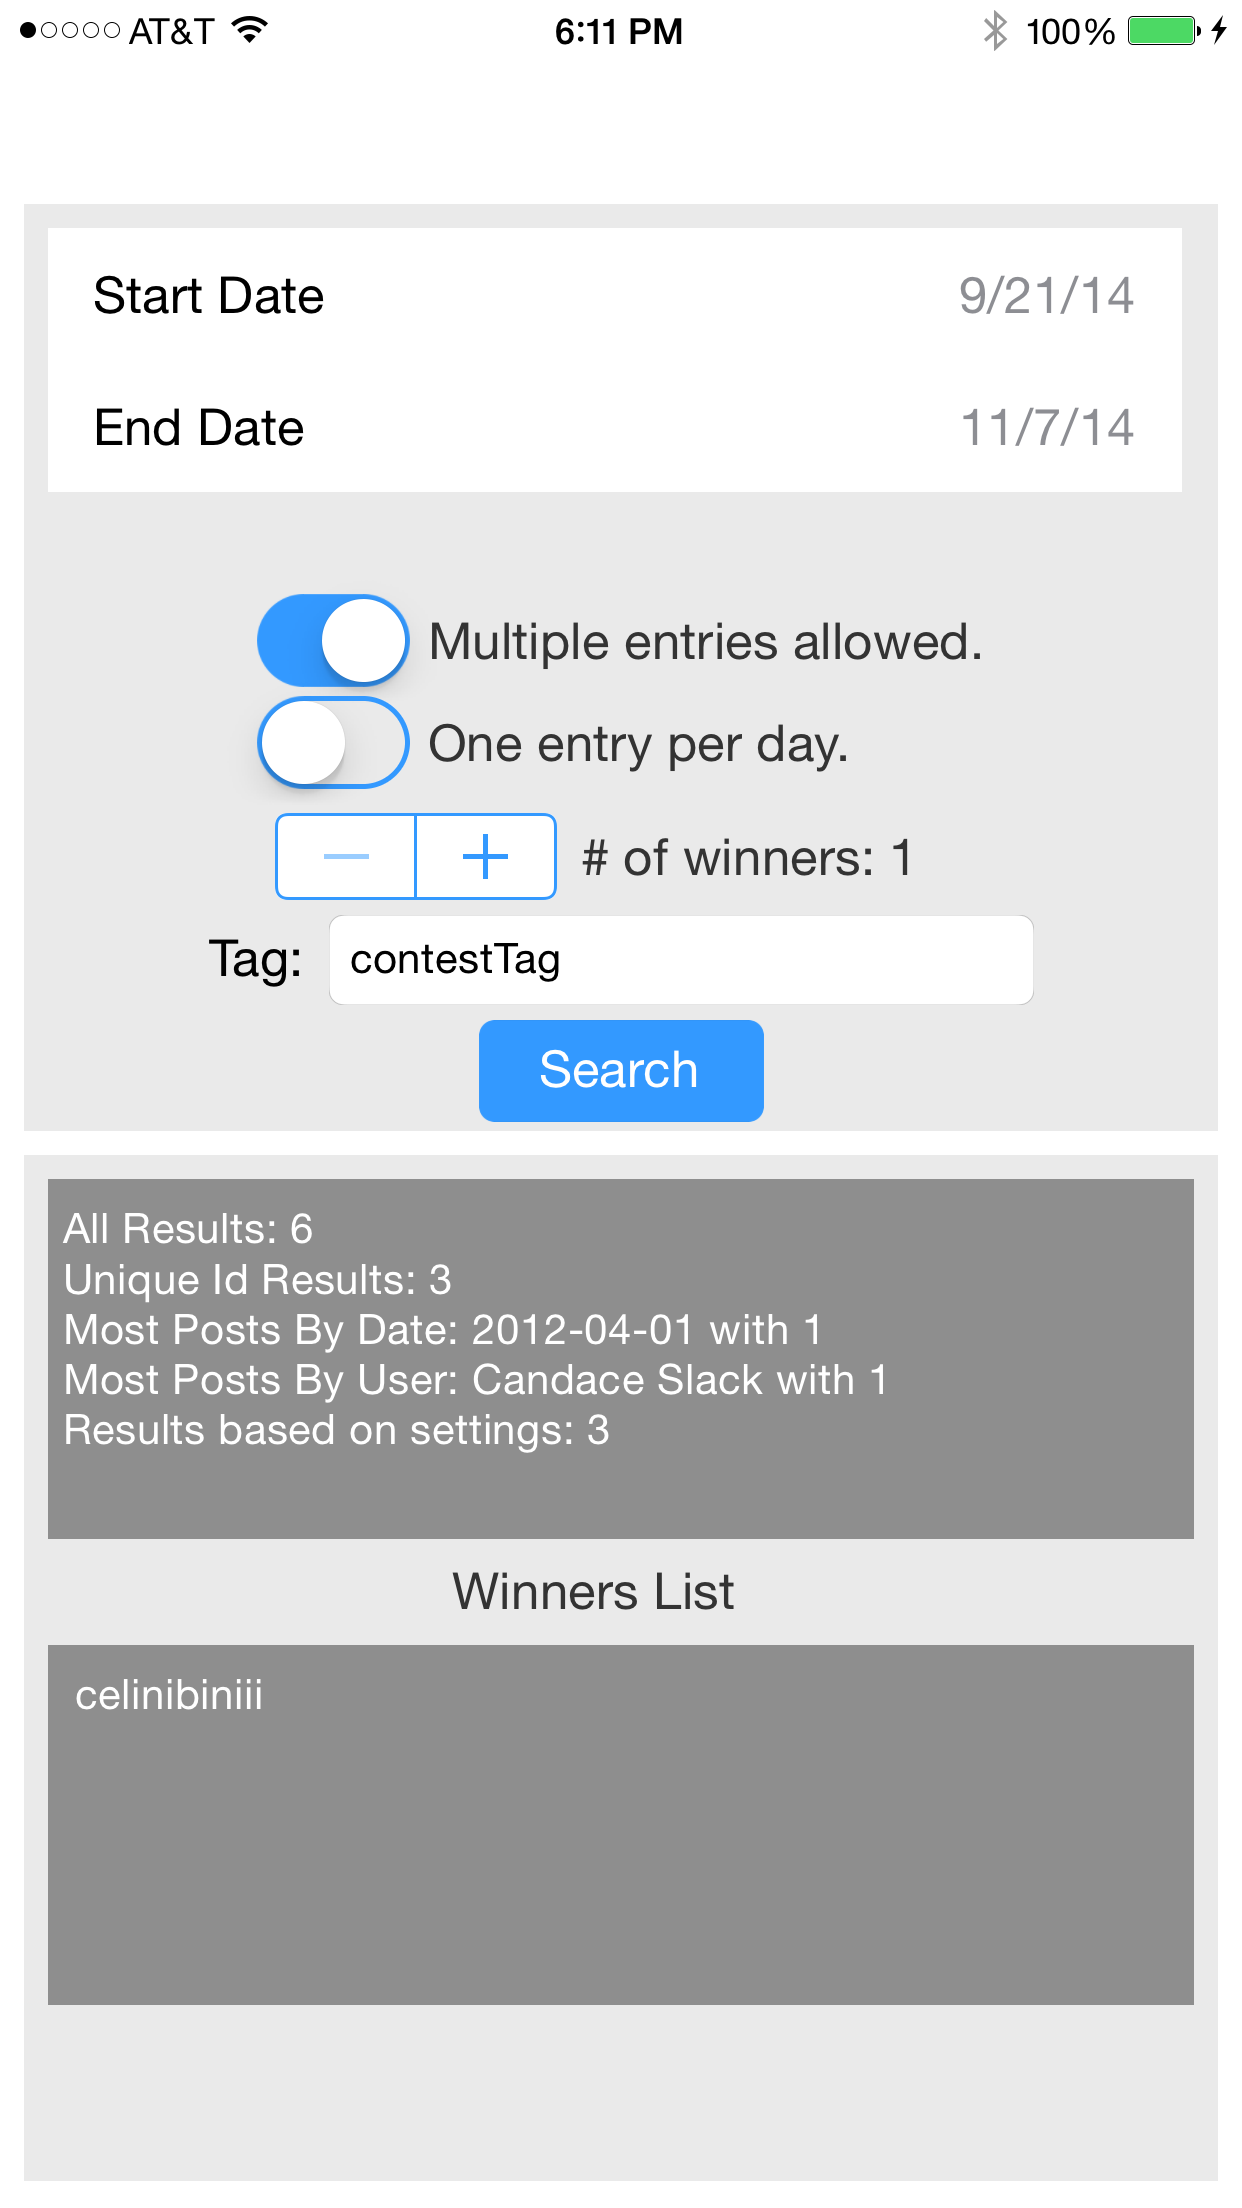 AT&T 6:11 PM 100%
Start Date 9/21/14
End Date 11/7/14
Multiple entries allowed.
One entry per day.
# of winners: 1
Tag: contestTag
Search
All Results: 6
Unique Id Results: 3
Most Posts By Date: 2012-04-01 with 1
Most Posts By User: Candace Slack with 1
Results based on settings: 3
Winners List
celinibiniii